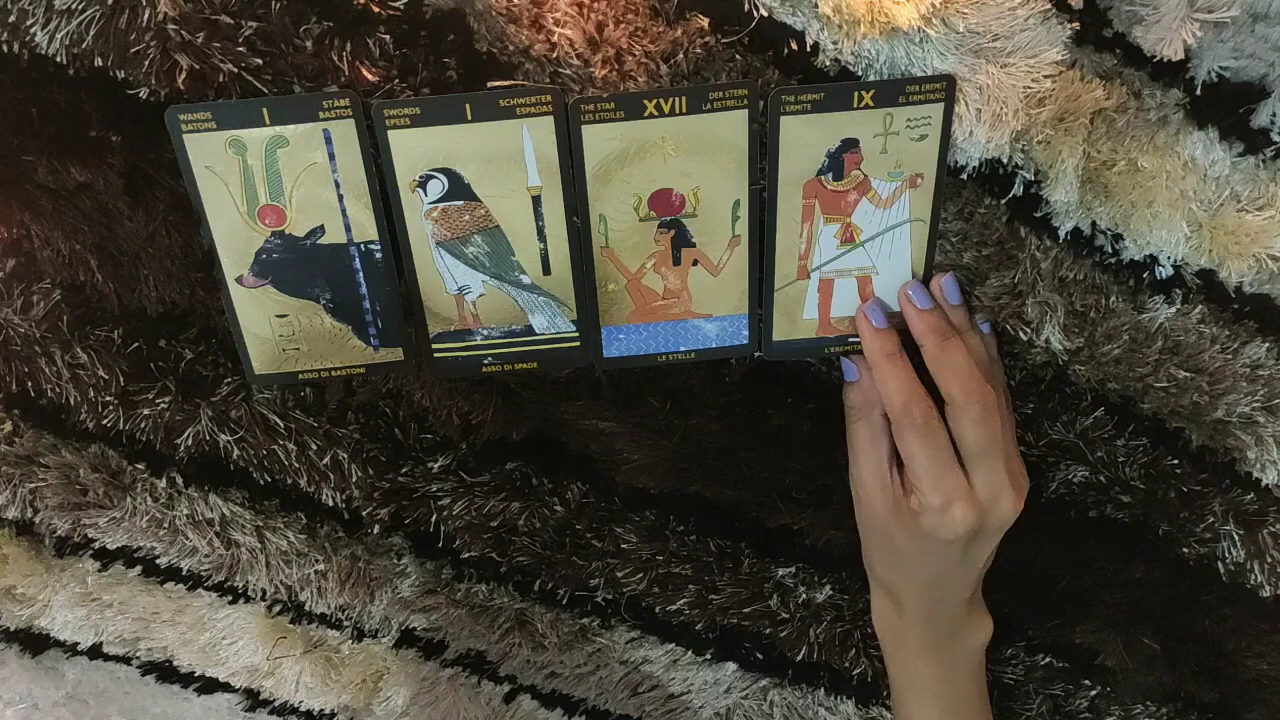 WANDS
BATONS
I
STÄBE
BASTOS
ASSO DI BASTONI
SWORDS
EPEES
I
SCHWERTER
ESPADAS
ASSO DI SPADE
THE STAR
LES ETOILES
XVII
DER STERN
LA ESTRELLA
LE STELLE
THE HERMIT
L'ERMITE
IX
DER EREMIT
EL ERMITAÑO